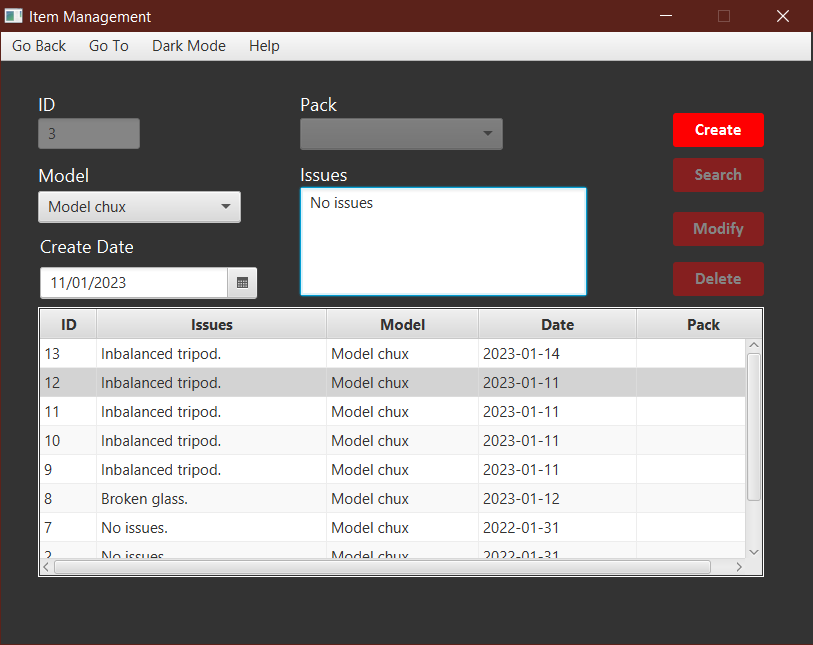 Item Management
Go Back Go To Dark Mode Help
ID
3
Pack
Create
Search
Model
Model chux
Issues
No issues
Modify
Create Date
11/01/2023
Delete
ID Issues Model Date Pack
13 Inbalanced tripod. Model chux 2023-01-14
12 Inbalanced tripod. Model chux 2023-01-11
11 Inbalanced tripod. Model chux 2023-01-11
10 Inbalanced tripod. Model chux 2023-01-11
9 Inbalanced tripod. Model chux 2023-01-11
8 Broken glass. Model chux 2023-01-12
7 No issues. Model chux 2022-01-31
2 No issues Model chux 2022-01-31